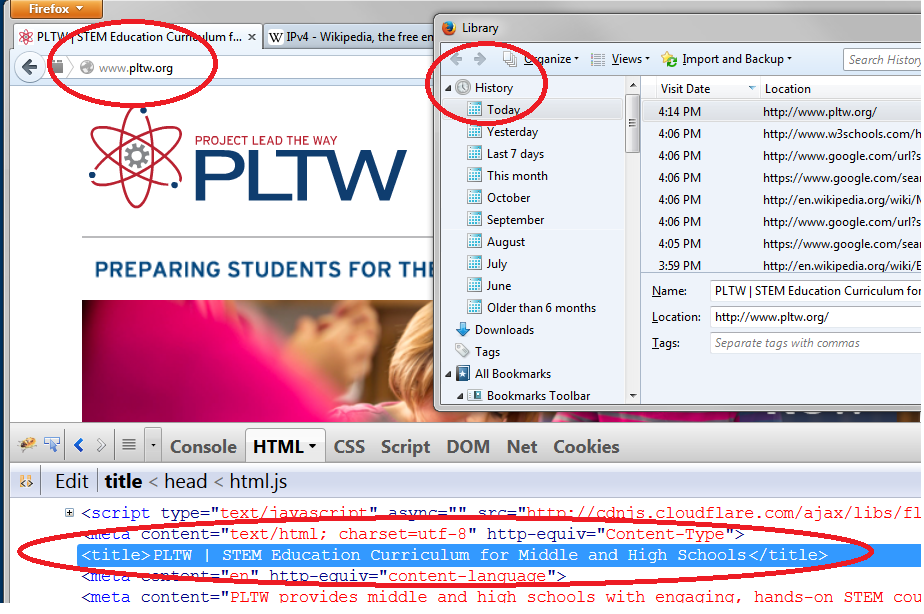 Firefox
PLTW | STEM Education Curriculum f...
IPv4 - Wikipedia, the free en
www.pltw.org
PROJECT LEAD THE WAY
PLTW
PREPARING STUDENTS FOR THE
Library
Organize
Views
Import and Backup
Search History
History
Today
Yesterday
Last 7 days
This month
October
September
August
July
June
Older than 6 months
Downloads
Tags
All Bookmarks
Bookmarks Toolbar
Visit Date Location
4:14 PM http://www.pltw.org/
4:06 PM http://www.w3schools.com/h
4:06 PM http://www.google.com/url?s
4:06 PM https://www.google.com/sear
4:06 PM http://en.wikipedia.org/wiki/M
4:06 PM http://www.google.com/url?s
4:05 PM https://www.google.com/sear
3:59 PM http://en.wikipedia.org/wiki/E
Name: PLTW | STEM Education Curriculum for
Location: http://www.pltw.org/
Tags: Separate tags with commas
Console HTML CSS Script DOM Net Cookies
Edit title < head < html.js
<script type="text/javascript" async="" src="http://cdnjs.cloudflare.com/ajax/libs/fl
<meta content="text/html; charset=utf-8" http-equiv="Content-Type">
<title>PLTW | STEM Education Curriculum for Middle and High Schools</title>
<meta content="en" http-equiv="content-language">
<meta content="PLTW provides middle and high schools with engaging, hands-on STEM cou